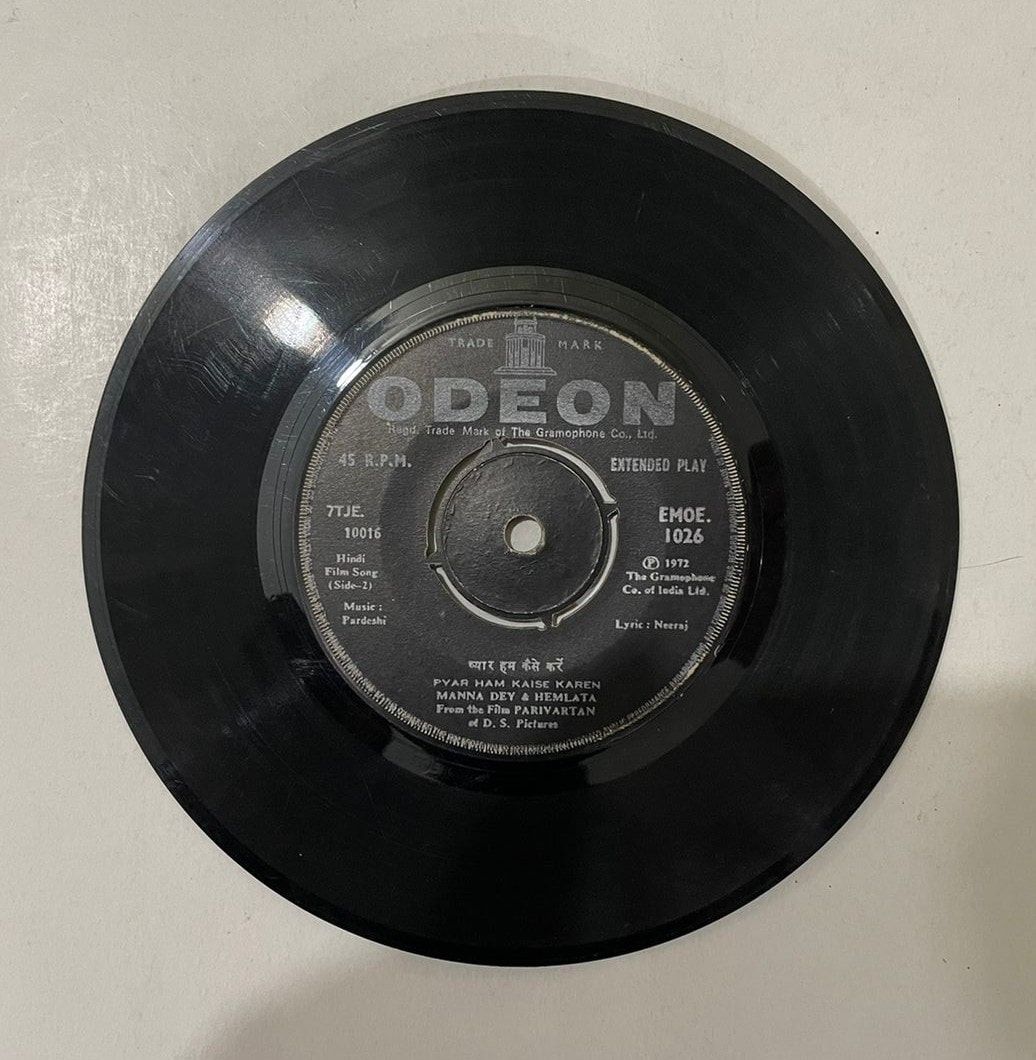 TRADE MARK
ODEON
Regd. Trade Mark of The Gramophone Co., Ltd.
45 R.P.M.
EXTENDED PLAY
7TJE.
10016
Hindi
Film Song
(Side-2)
Music :
Pardeshi
EMOE.
1026
Ⓟ 1972
The Gramophone
Co. of India Ltd.
Lyric : Neeraj
प्यार हम कैसे करें
PYAR HAM KAISE KAREN
MANNA DEY & HEMLATA
From the Film PARIVARTAN
of D. S. Pictures